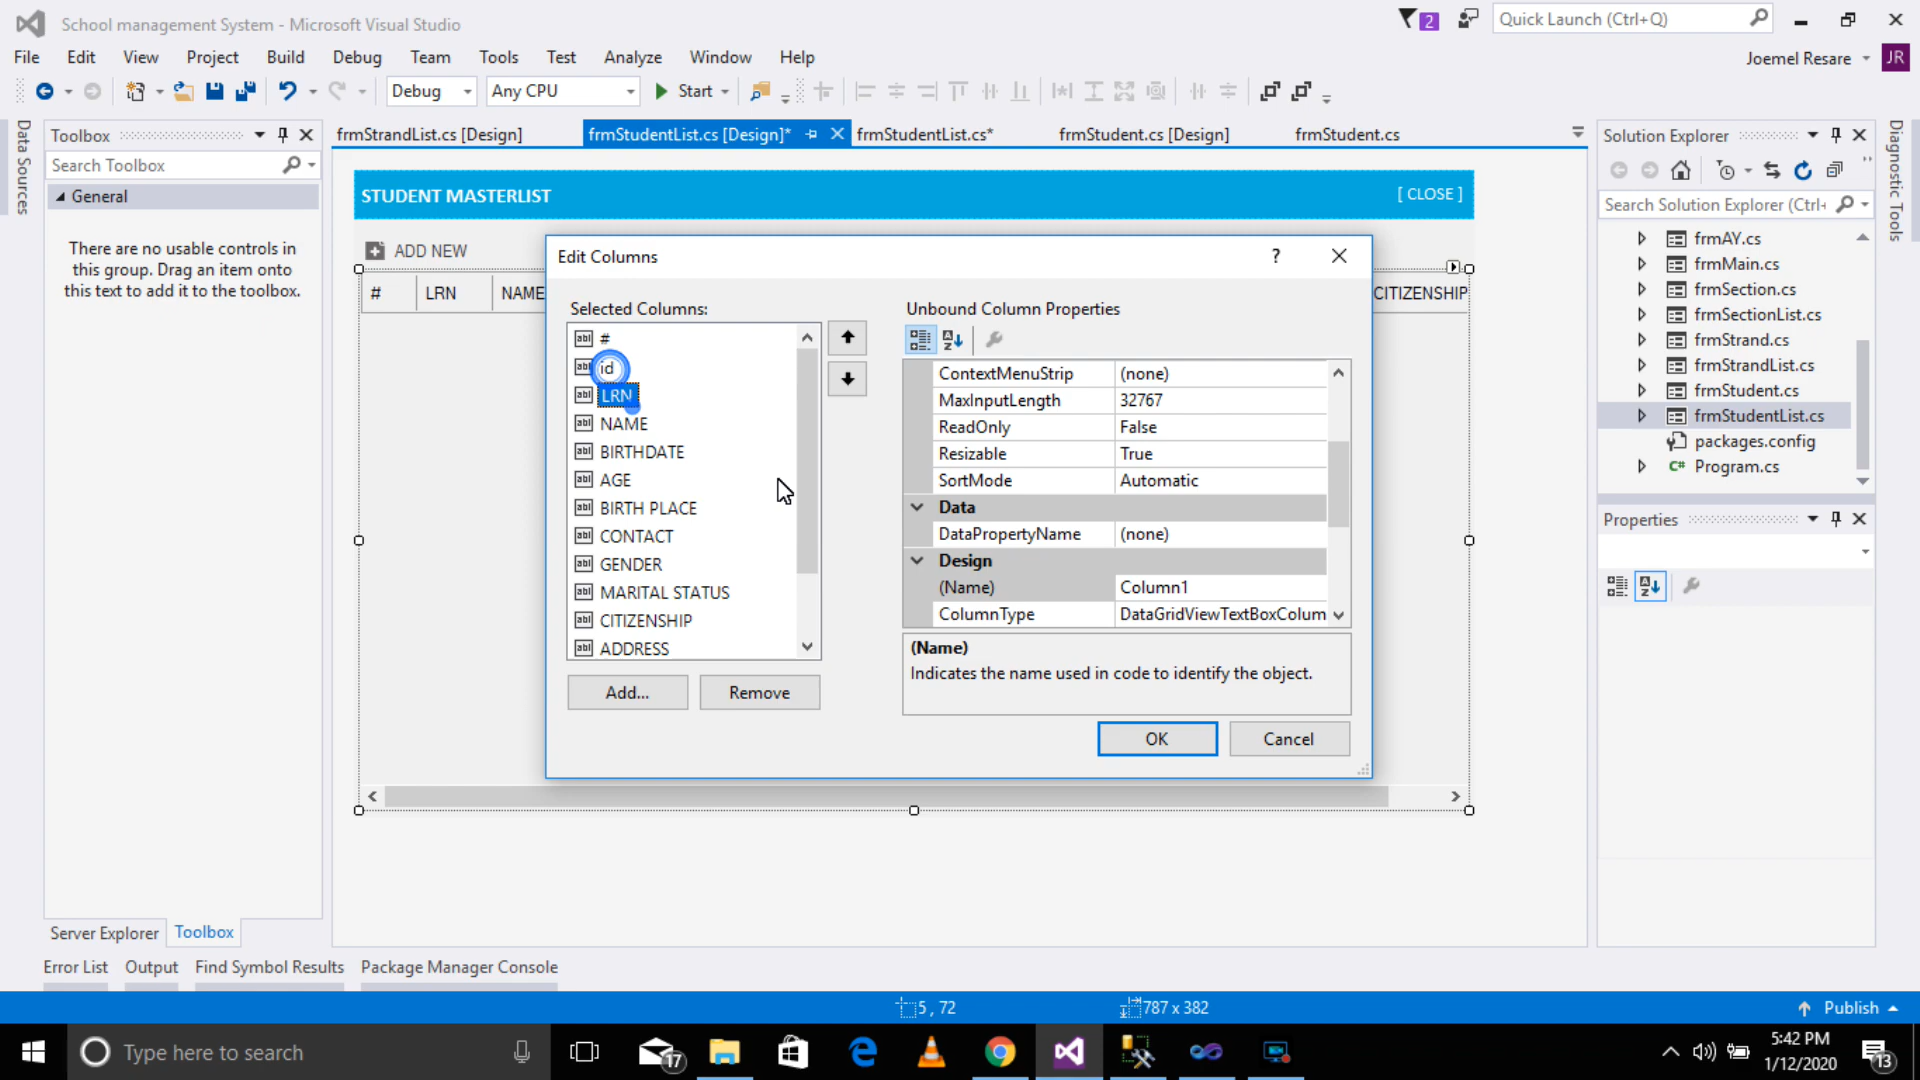 School management System - Microsoft Visual Studio
2
Quick Launch (Ctrl+Q)
File Edit View Project Build Debug Team Tools Test Analyze Window Help
Joemel Resare JR
Debug Any CPU Start
Data Sources
Toolbox
Search Toolbox
General
There are no usable controls in
this group. Drag an item onto
this text to add it to the toolbox.
Server Explorer Toolbox
frmStrandList.cs [Design] frmStudentList.cs [Design]* frmStudentList.cs* frmStudent.cs [Design] frmStudent.cs
STUDENT MASTERLIST [ CLOSE ]
ADD NEW
# LRN NAME CITIZENSHIP
Edit Columns ?
Selected Columns:
#
id
LRN
NAME
BIRTHDATE
AGE
BIRTH PLACE
CONTACT
GENDER
MARITAL STATUS
CITIZENSHIP
ADDRESS
Add... Remove
Unbound Column Properties
ContextMenuStrip (none)
MaxInputLength 32767
ReadOnly False
Resizable True
SortMode Automatic
Data
DataPropertyName (none)
Design
(Name) Column1
ColumnType DataGridViewTextBoxColum
(Name)
Indicates the name used in code to identify the object.
OK Cancel
Solution Explorer
Search Solution Explorer (Ctrl+
frmAY.cs
frmMain.cs
frmSection.cs
frmSectionList.cs
frmStrand.cs
frmStrandList.cs
frmStudent.cs
frmStudentList.cs
packages.config
C# Program.cs
Properties
Diagnostic Tools
Error List Output Find Symbol Results Package Manager Console
5 , 72 787 x 382 Publish
Type here to search
17
5:42 PM
1/12/2020
13